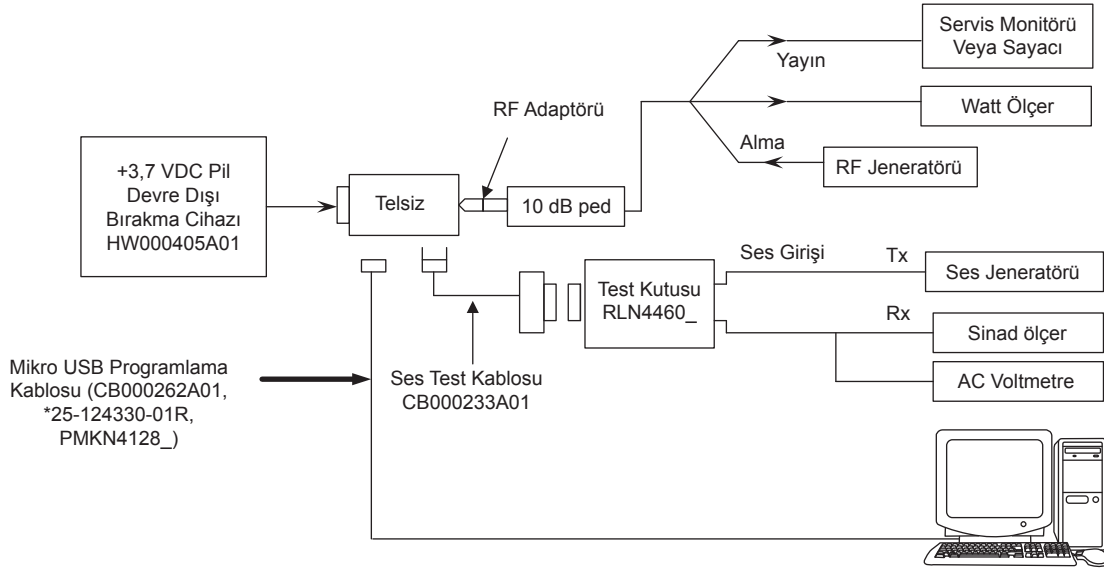 Servis Monitörü
Veya Sayacı
Yayın
RF Adaptörü
Watt Ölçer
Alma
RF Jeneratörü
+3,7 VDC Pil
Devre Dışı
Bırakma Cihazı
HW000405A01
Telsiz
10 dB ped
Ses Girişi
Tx
Ses Jeneratörü
Test Kutusu
RLN4460_
Rx
Sinad ölçer
AC Voltmetre
Mikro USB Programlama
Kablosu (CB000262A01,
*25-124330-01R,
PMKN4128_)
Ses Test Kablosu
CB000233A01